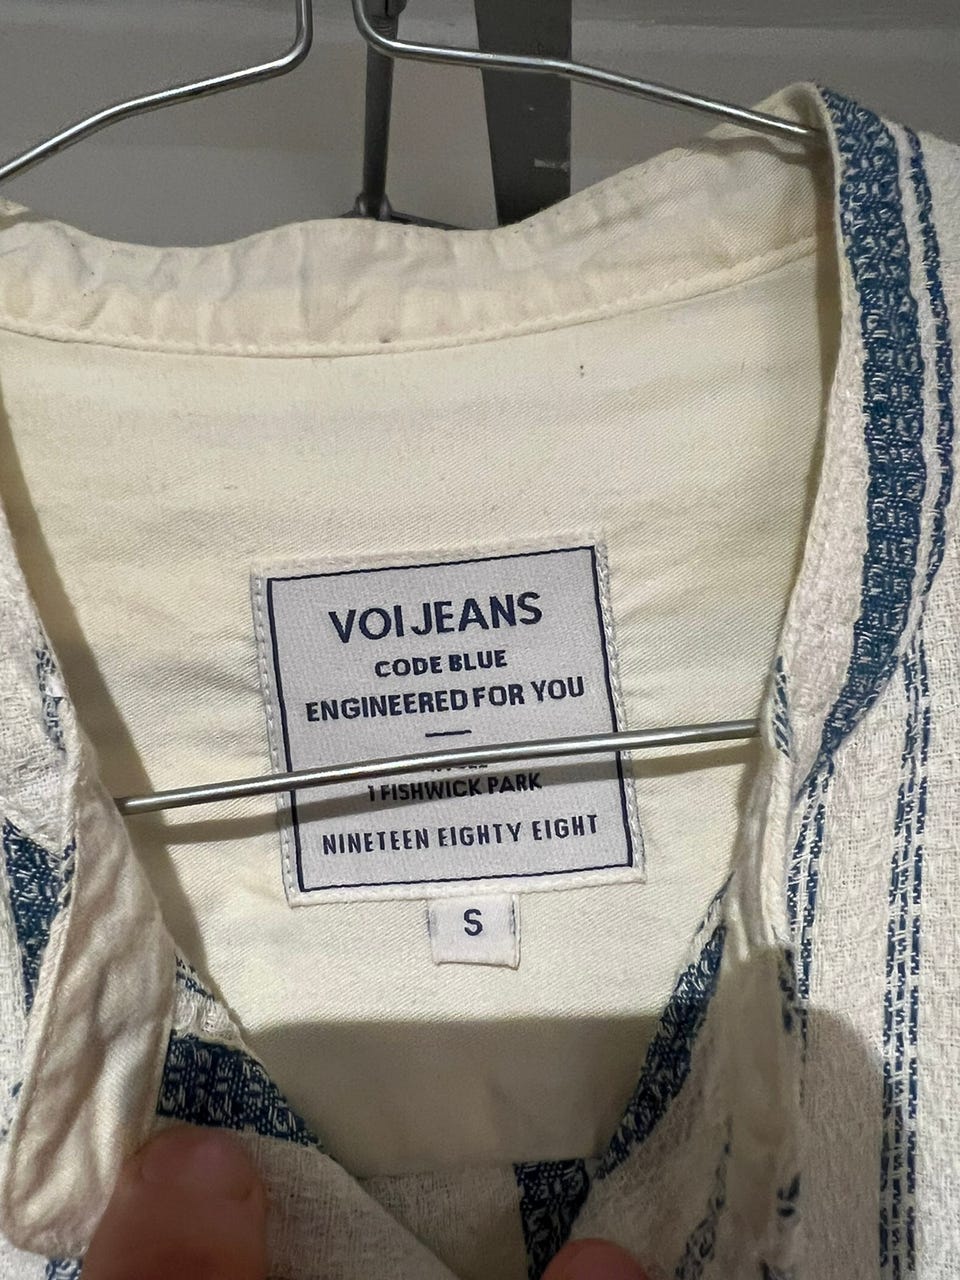 VOI JEANS
CODE BLUE
ENGINEERED FOR YOU
1 FISHWICK PARK
NINETEEN EIGHTY EIGHT
S